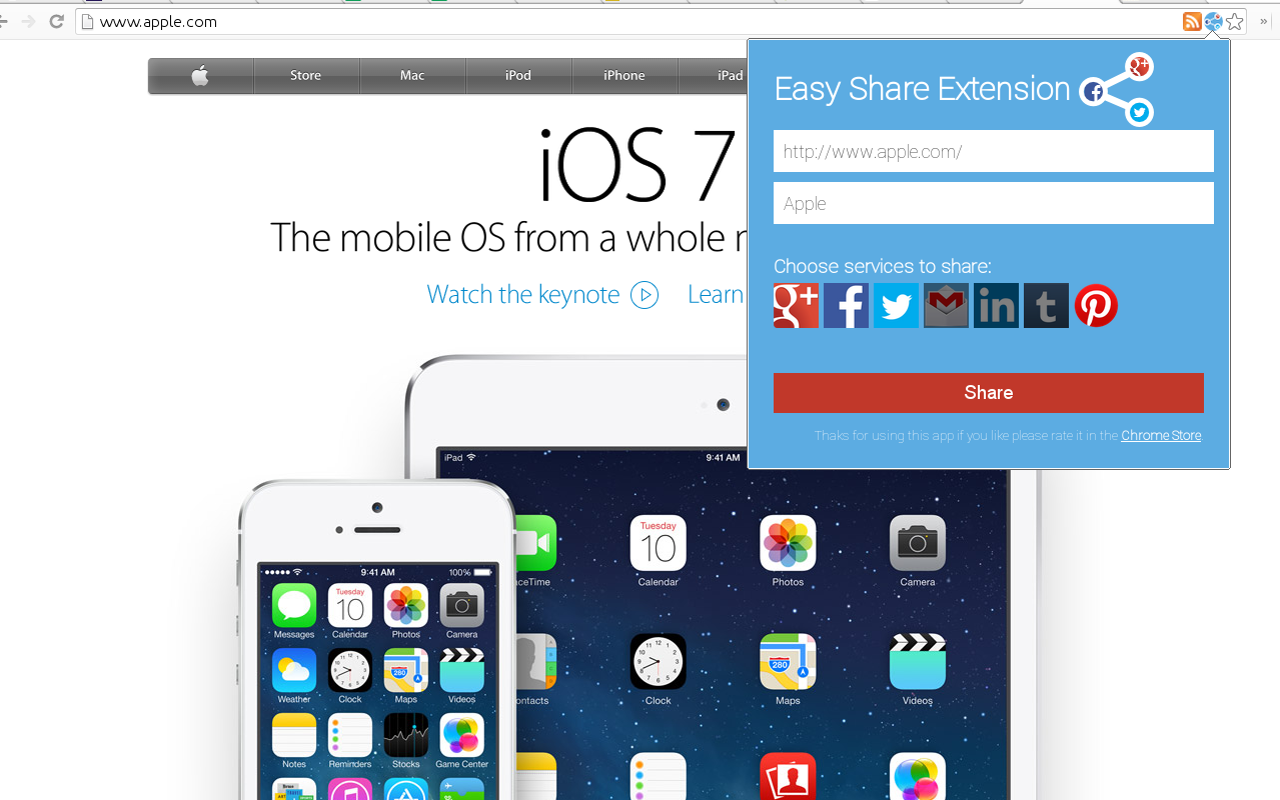 www.apple.com
»
Store
Mac
iPod
iPhone
iPad
iOS 7
The mobile OS from a whole
Watch the keynote
Learn
Easy Share Extension
g+
f
http://www.apple.com/
Apple
Choose services to share:
g+
f
in
t
Share
Thaks for using this app if you like please rate it in the Chrome Store.
iPad
9:41 AM
Tuesday
10
Calendar
Photos
Camera
Clock
280
Maps
Videos
9:41 AM
100%
Messages
Tuesday
10
Calendar
Photos
Camera
Weather
Clock
280
Maps
Videos
Notes
Reminders
Stocks
Game Center